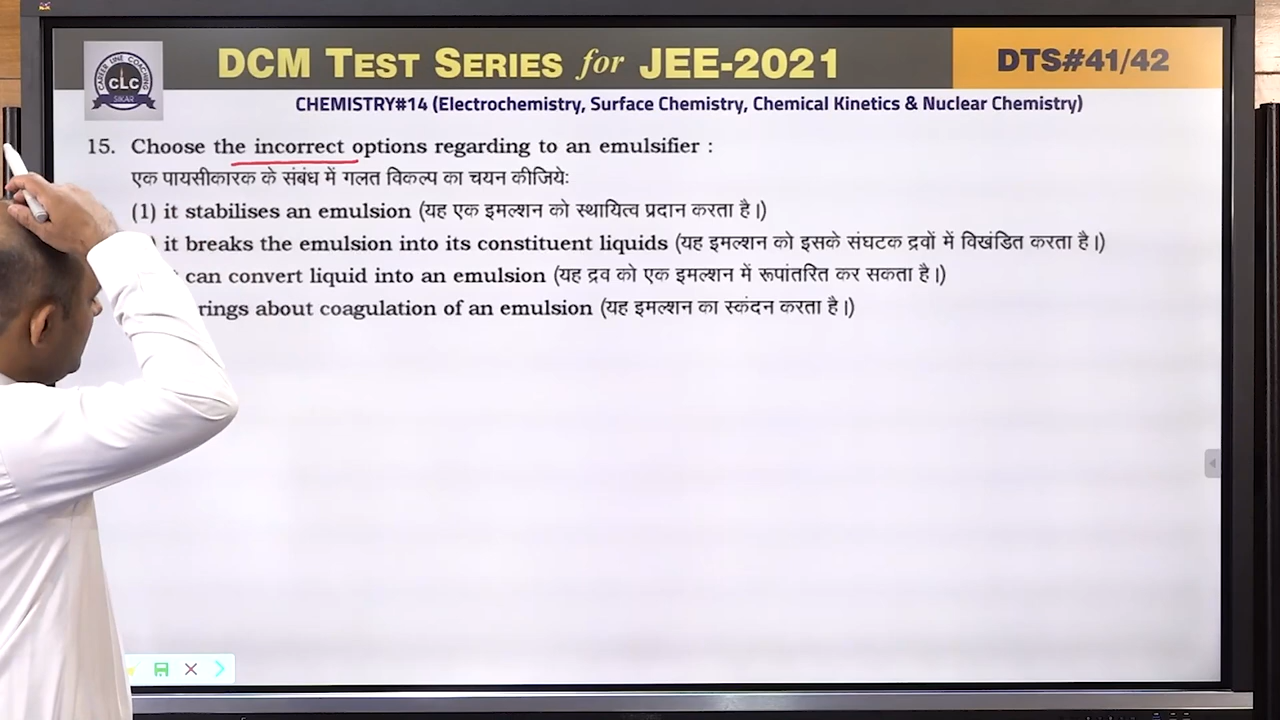 CAREER LINE COACHING
CLC
SIKAR
DCM TEST SERIES for JEE-2021
DTS#41/42
CHEMISTRY#14 (Electrochemistry, Surface Chemistry, Chemical Kinetics & Nuclear Chemistry)
15. Choose the incorrect options regarding to an emulsifier :
एक पायसीकारक के संबंध में गलत विकल्प का चयन कीजियेः
(1) it stabilises an emulsion (यह एक इमल्शन को स्थायित्व प्रदान करता है।)
) it breaks the emulsion into its constituent liquids (यह इमल्शन को इसके संघटक द्रवों में विखंडित करता है।)
can convert liquid into an emulsion (यह द्रव को एक इमल्शन में रूपांतरित कर सकता है।)
rings about coagulation of an emulsion (यह इमल्शन का स्कंदन करता है।)